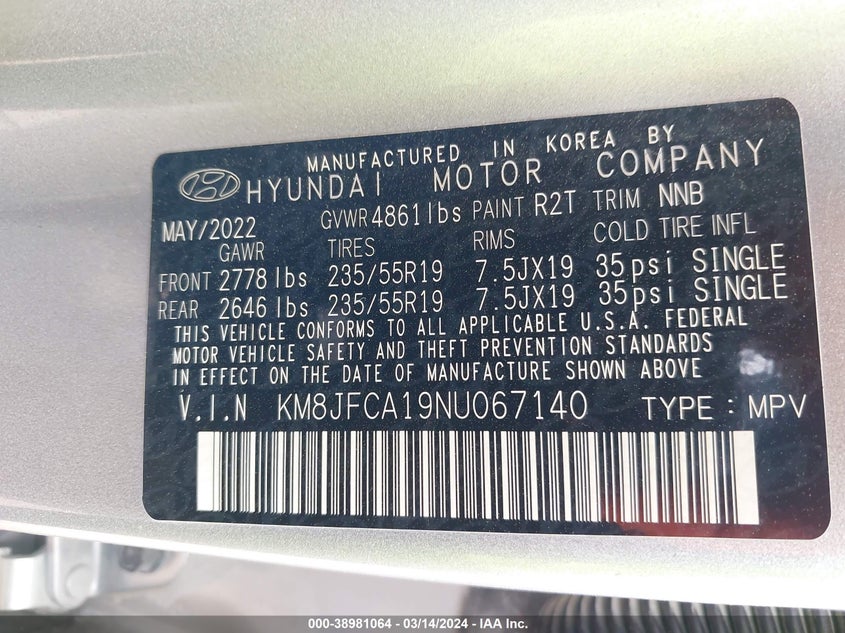 MANUFACTURED IN KOREA BY
HYUNDAI MOTOR COMPANY
MAY/2022 GVWR 4861 lbs PAINT R2T TRIM NNB
GAWR TIRES RIMS COLD TIRE INFL
FRONT 2778 lbs 235/55R19 7.5JX19 35psi SINGLE
REAR 2646 lbs 235/55R19 7.5JX19 35psi SINGLE
THIS VEHICLE CONFORMS TO ALL APPLICABLE U.S.A. FEDERAL
MOTOR VEHICLE SAFETY AND THEFT PREVENTION STANDARDS
IN EFFECT ON THE DATE OF MANUFACTURE SHOWN ABOVE
V.I.N KM8JFCA19NU067140 TYPE : MPV
000-38981064 - 03/14/2024 - IAA Inc.